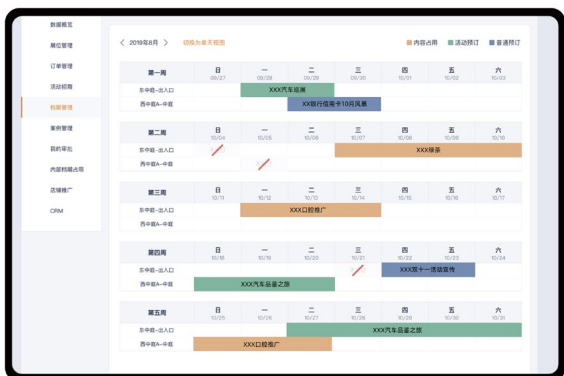 数据概览
展位管理
订单管理
活动招商
档期管理
案例管理
我的审批
内部档期占用
店铺推广
CRM
2019年8月
切换为单天视图
内容占用
活动预订
普通预订
第一周 日 一 二 三 四 五 六
09/27 09/28 09/29 09/30 10/01 10/02 10/03
东中庭-出入口 XXX汽车巡展
西中庭A-中庭 XX银行信用卡10月风暴
第二周 日 一 二 三 四 五 六
10/04 10/05 10/06 10/07 10/08 10/09 10/10
东中庭-出入口 XXX绿茶
西中庭A-中庭
第三周 日 一 二 三 四 五 六
10/11 10/12 10/13 10/14 10/15 10/16 10/17
东中庭-出入口 XXX口腔推广
西中庭A-中庭
第四周 日 一 二 三 四 五 六
10/18 10/19 10/20 10/21 10/22 10/23 10/24
东中庭-出入口 XXX双十一活动宣传
西中庭A-中庭 XXX汽车品鉴之旅
第五周 日 一 二 三 四 五 六
10/25 10/26 10/27 10/28 10/29 10/30 10/31
东中庭-出入口 XXX汽车品鉴之旅
西中庭A-中庭 XXX口腔推广